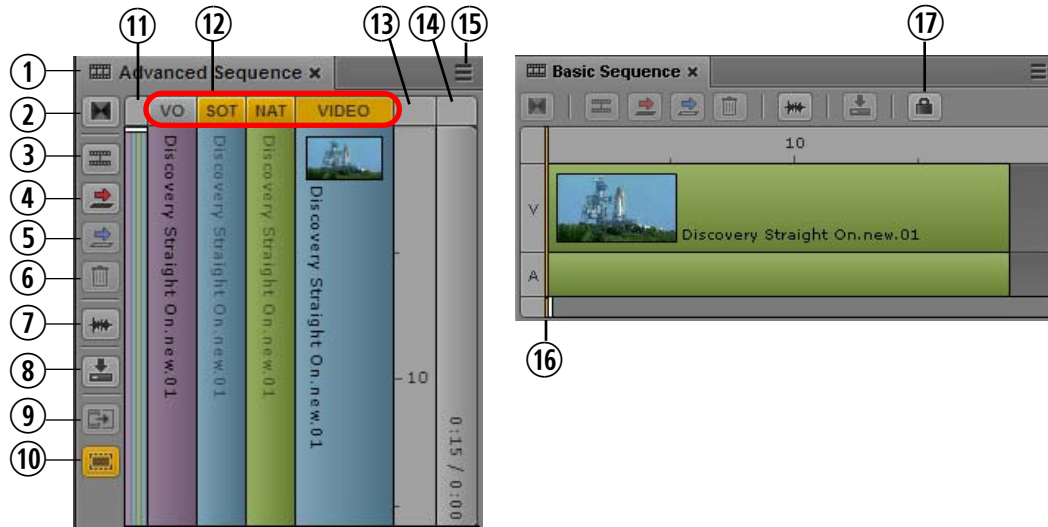 11
12
13
14
15
17
1
Advanced Sequence ×
Basic Sequence ×
2
VO SOT NAT VIDEO
3
10
4
Discovery Straight On.new.01
Discovery Straight On.new.01
Discovery Straight On.new.01
Discovery Straight On.new.01
V
Discovery Straight On.new.01
5
6
A
7
16
8
10
9
0:15 / 0:00
10